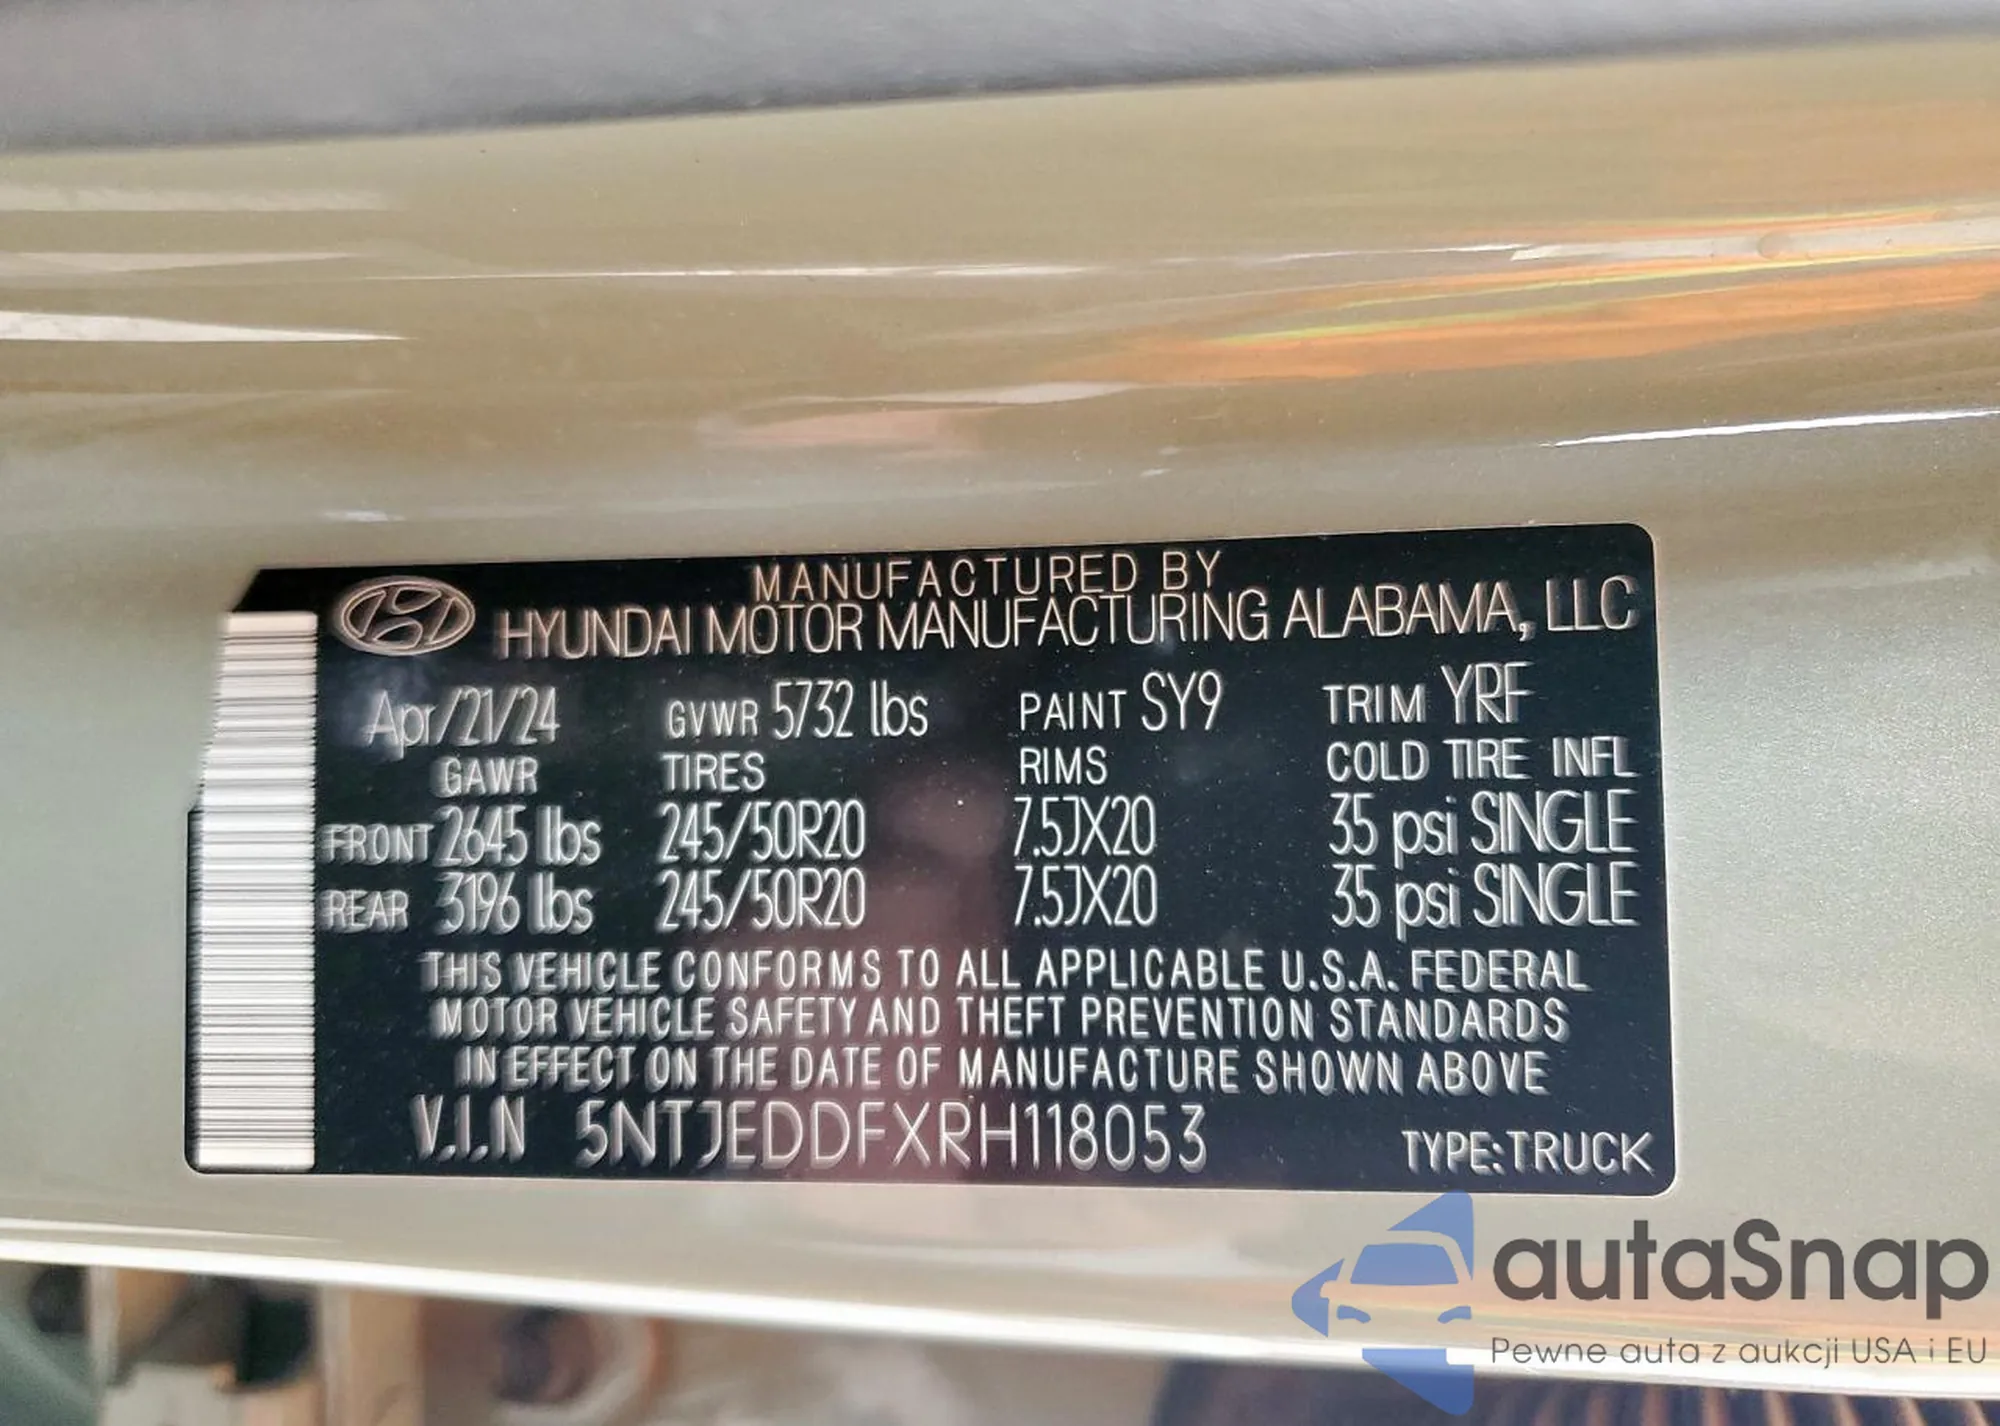 MANUFACTURED BY
HYUNDAI MOTOR MANUFACTURING ALABAMA, LLC
Apr/21/24 GVWR 5732 lbs PAINT SY9 TRIM YRF
GAWR TIRES RIMS COLD TIRE INFL
FRONT 2645 lbs 245/50R20 7.5JX20 35 psi SINGLE
REAR 3196 lbs 245/50R20 7.5JX20 35 psi SINGLE
THIS VEHICLE CONFORMS TO ALL APPLICABLE U.S.A. FEDERAL
MOTOR VEHICLE SAFETY AND THEFT PREVENTION STANDARDS
IN EFFECT ON THE DATE OF MANUFACTURE SHOWN ABOVE
V.I.N 5NTJEDDFXRH118053 TYPE:TRUCK
autaSnap
Pewne auta z aukcji USA i EU